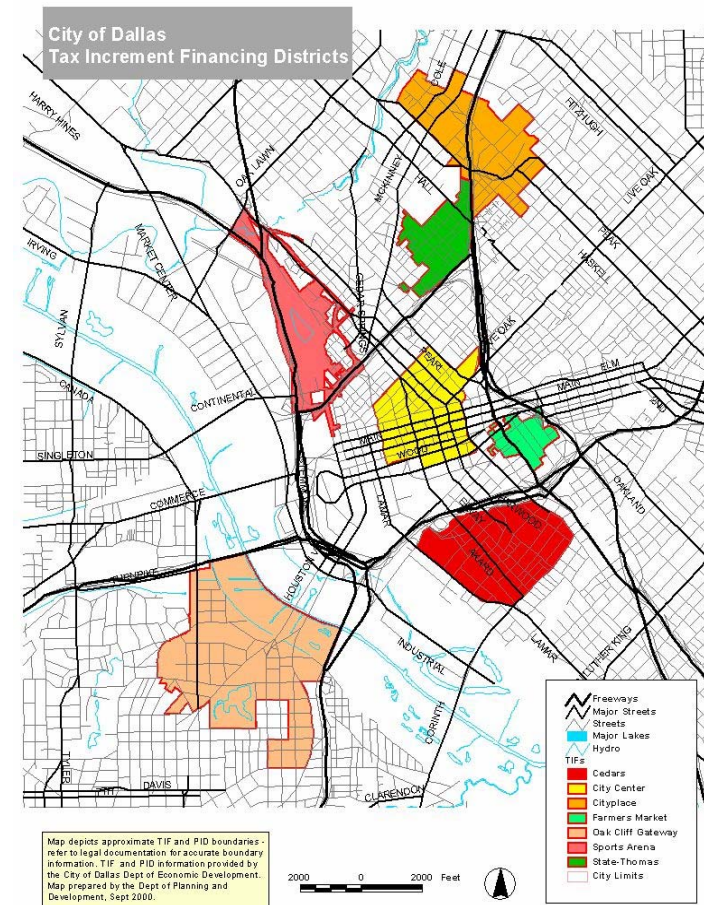 City of Dallas
Tax Increment Financing Districts
HARRY HINES
COLE
FITZHUGH
OAK LAWN
MCKINNEY
HALL
LIVE OAK
PEAK
HASKELL
IRVING
MARKET CENTER
SYLVAN
CEDAR SPRINGS
CANADA
CONTINENTAL
PEARL
ELM
MAIN
2ND
SINGLETON
MAIN
WOOD
COMMERCE
LAMAR
OAKLAND
AKARD
TURNPIKE
HOUSTON
INDUSTRIAL
LAMAR
LUTHER KING
CORINTH
TYLER
DAVIS
CLARENDON
Freeways
Major Streets
Streets
Major Lakes
Hydro
TIFs
Cedars
City Center
Cityplace
Farmers Market
Oak Cliff Gateway
Sports Arena
State-Thomas
City Limits
Map depicts approximate TIF and PID boundaries -
refer to legal documentation for accurate boundary
information. TIF and PID information provided by
the City of Dallas Dept of Economic Development.
Map prepared by the Dept of Planning and
Development, Sept 2000.
2000 0 2000 Feet